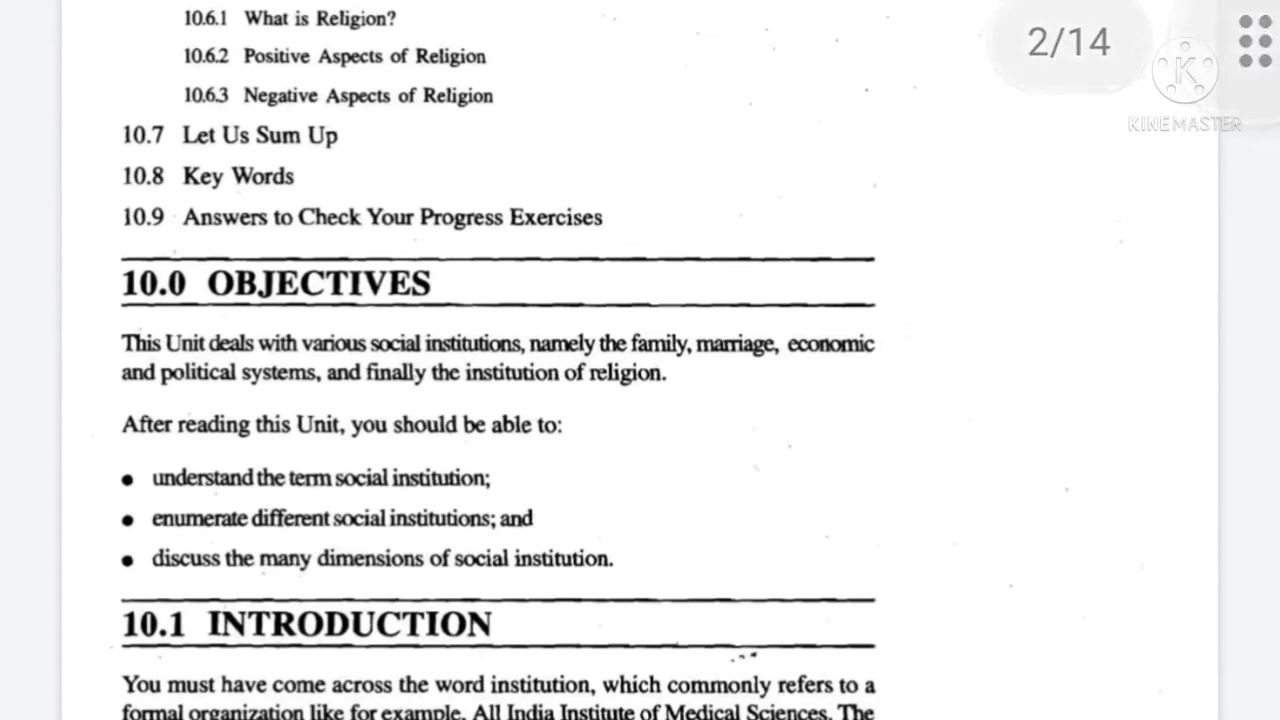 10.6.1 What is Religion?
10.6.2 Positive Aspects of Religion
10.6.3 Negative Aspects of Religion
10.7 Let Us Sum Up
10.8 Key Words
10.9 Answers to Check Your Progress Exercises
10.0 OBJECTIVES
This Unit deals with various social institutions, namely the family, marriage, economic
and political systems, and finally the institution of religion.
After reading this Unit, you should be able to:
• understand the term social institution;
• enumerate different social institutions; and
• discuss the many dimensions of social institution.
10.1 INTRODUCTION
You must have come across the word institution, which commonly refers to a
formal organization like for example, All India Institute of Medical Sciences. The
2/14
K
KINEMASTER